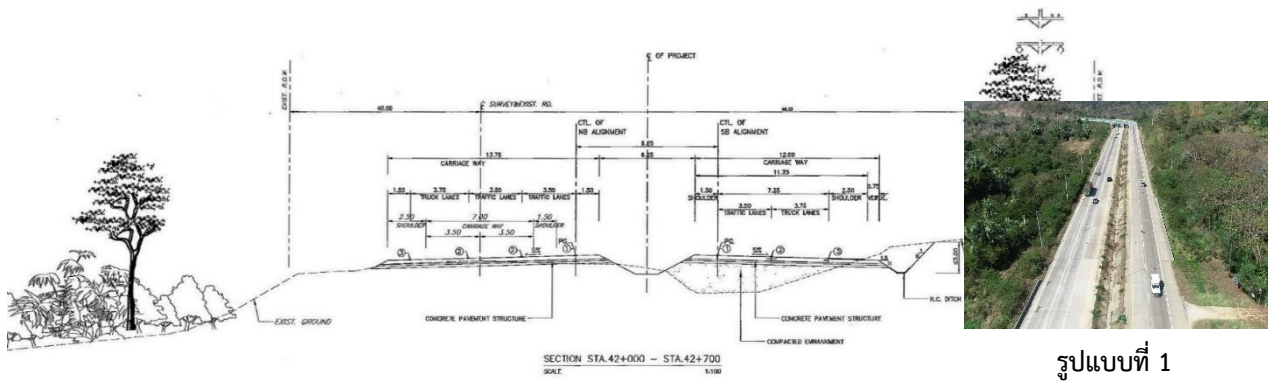 ℄ OF PROJECT
EXIST. R.O.W.
60.00
℄ SURVEY&EXIST. RD.
CTL. OF
NB ALIGNMENT
CTL. OF
SB ALIGNMENT
9.25
13.75
CARRIAGE WAY
6.25
12.00
CARRIAGE WAY
11.25
1.50
3.75
TRUCK LANES
3.50
TRAFFIC LANES
3.50
TRAFFIC LANES
1.50
1.50
SHOULDER
7.25
2.50
SHOULDER
0.75
VERGE.
2.50
SHOULDER
7.00
CARRIAGE WAY
1.50
SHOULDER
3.50
3.50
3.50
TRAFFIC LANES
3.75
TRUCK LANES
PG.
PG.
EXIST. GROUND
CONCRETE PAVEMENT STRUCTURE
CONCRETE PAVEMENT STRUCTURE
COMPACTED EMBANKMENT
R.C. DITCH
SECTION STA.42+000 - STA.42+700
SCALE 1:100
รูปแบบที่ 1